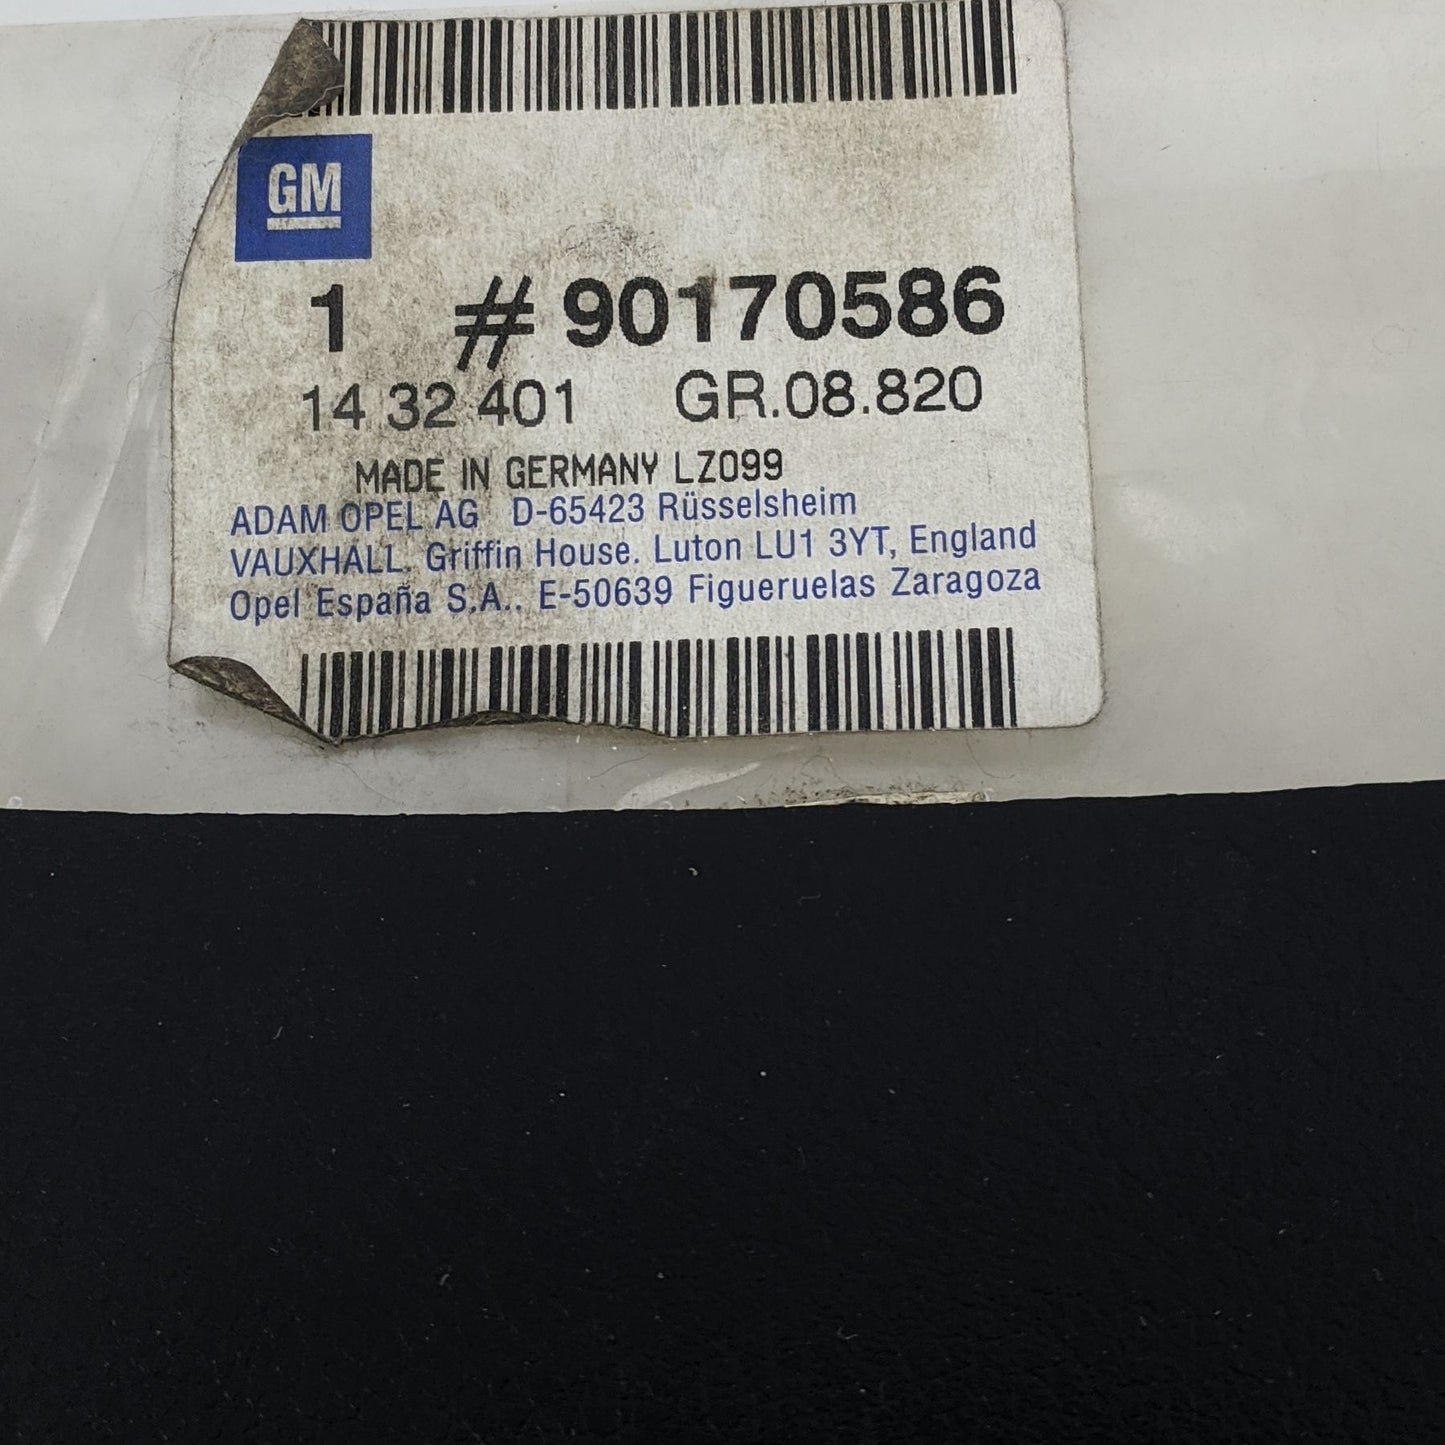 GM
1 # 90170586
14 32 401 GR.08.820
MADE IN GERMANY LZ099
ADAM OPEL AG D-65423 Rüsselsheim
VAUXHALL. Griffin House. Luton LU1 3YT, England
Opel España S.A.. E-50639 Figueruelas Zaragoza